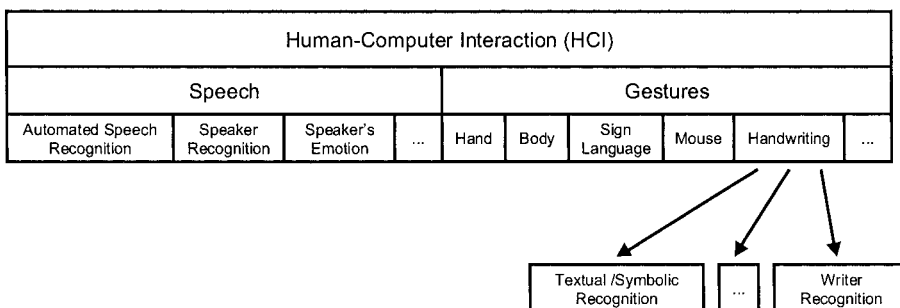 Human-Computer Interaction (HCI)
Speech
Gestures
Automated Speech
Recognition
Speaker
Recognition
Speaker's
Emotion
...
Hand
Body
Sign
Language
Mouse
Handwriting
...
Textual /Symbolic
Recognition
...
Writer
Recognition